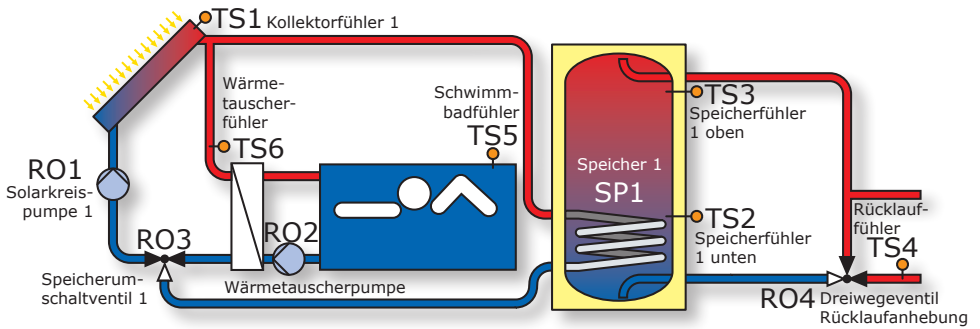 TS1 Kollektorfühler 1
Wärme-
tauscher-
fühler
TS6
Schwimm-
badfühler
TS5
TS3
Speicherfühler
1 oben
Speicher 1
SP1
RO1
Solarkreis-
pumpe 1
TS2
Speicherfühler
1 unten
Rücklauf-
fühler
TS4
RO3
RO2
Speicherum-
schaltventil 1
Wärmetauscherpumpe
RO4
Dreiwegeventil
Rücklaufanhebung